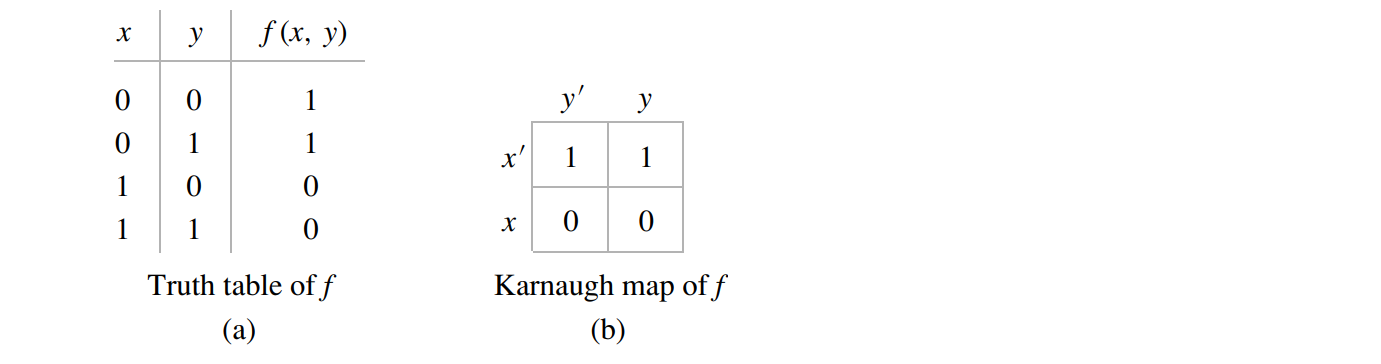 x y f (x, y)
0 0 1
0 1 1
1 0 0
1 1 0
Truth table of f
(a)
y′ y
x′ 1 1
x 0 0
Karnaugh map of f
(b)